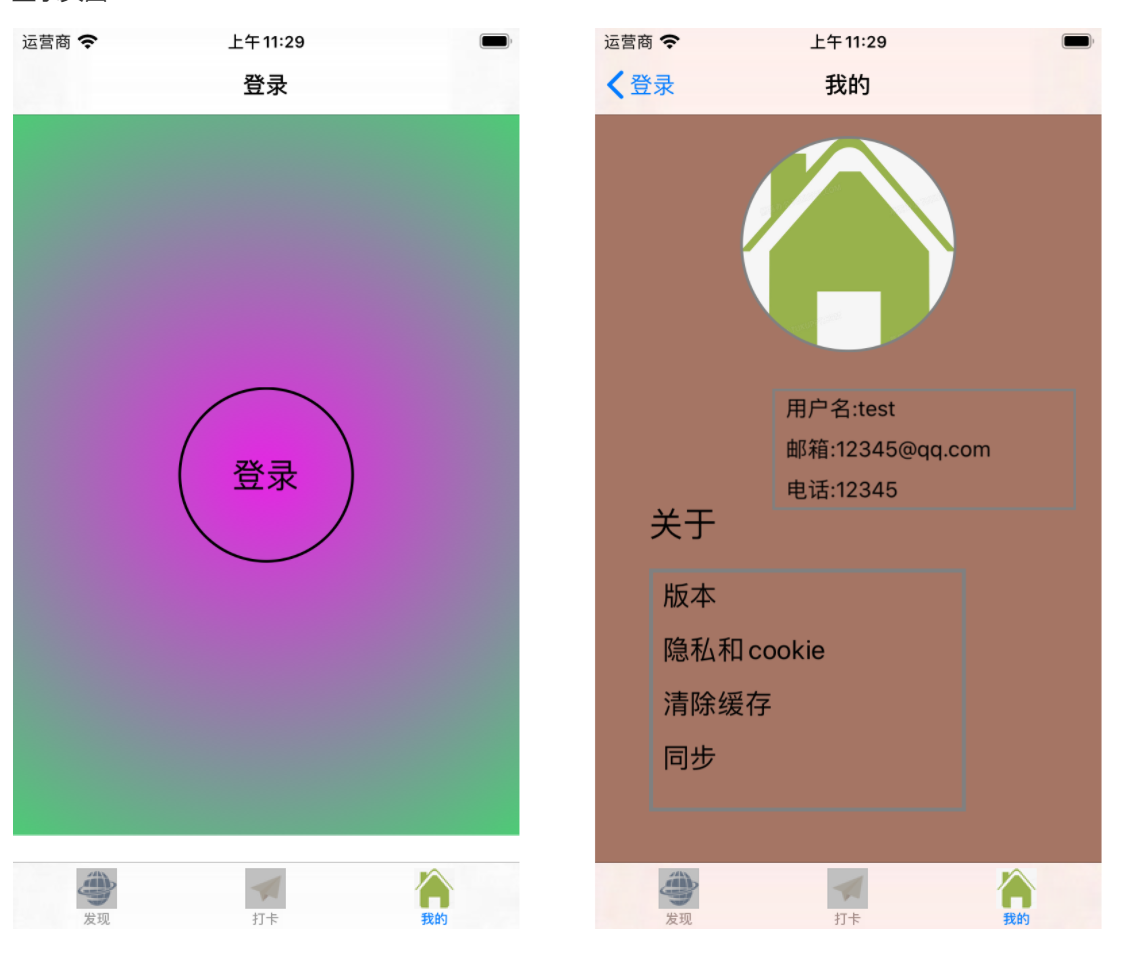 运营商 上午11:29
登录
登录
发现 打卡 我的
运营商 上午11:29
登录 我的
用户名:test
邮箱:12345@qq.com
电话:12345
关于
版本
隐私和cookie
清除缓存
同步
发现 打卡 我的